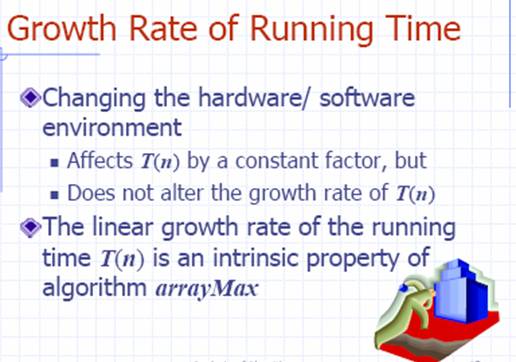 Growth Rate of Running Time
Changing the hardware/ software
environment
Affects T(n) by a constant factor, but
Does not alter the growth rate of T(n)
The linear growth rate of the running
time T(n) is an intrinsic property of
algorithm arrayMax